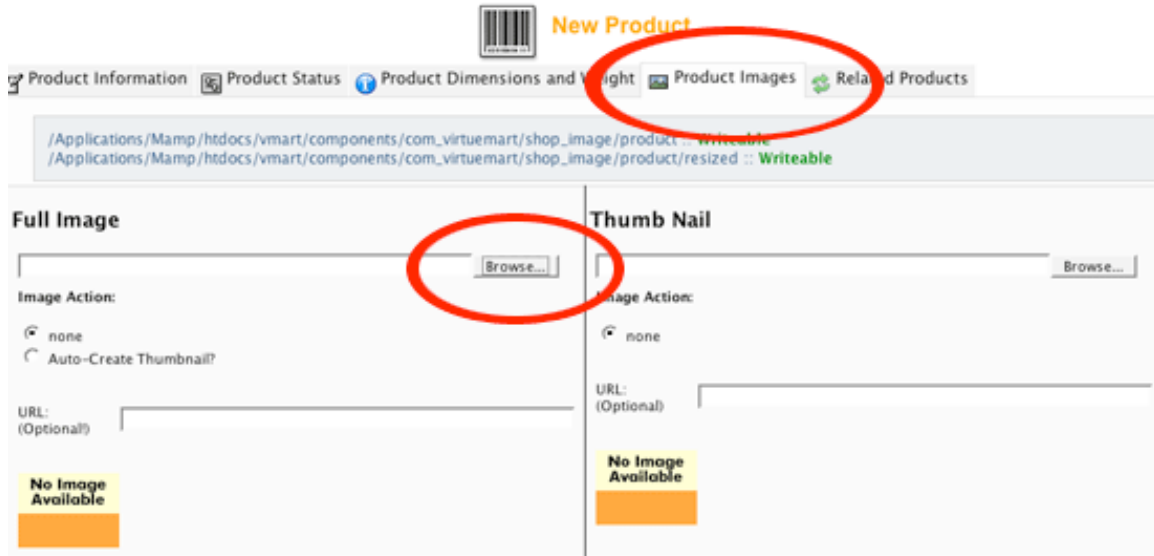 New Product
Product Information Product Status Product Dimensions and Weight Product Images Related Products
/Applications/Mamp/htdocs/vmart/components/com_virtuemart/shop_image/product :: Writeable
/Applications/Mamp/htdocs/vmart/components/com_virtuemart/shop_image/product/resized :: Writeable
Full Image
Browse...
Image Action:
none
Auto-Create Thumbnail?
URL:
(Optional!)
No Image
Available
Thumb Nail
Browse...
Image Action:
none
URL:
(Optional)
No Image
Available